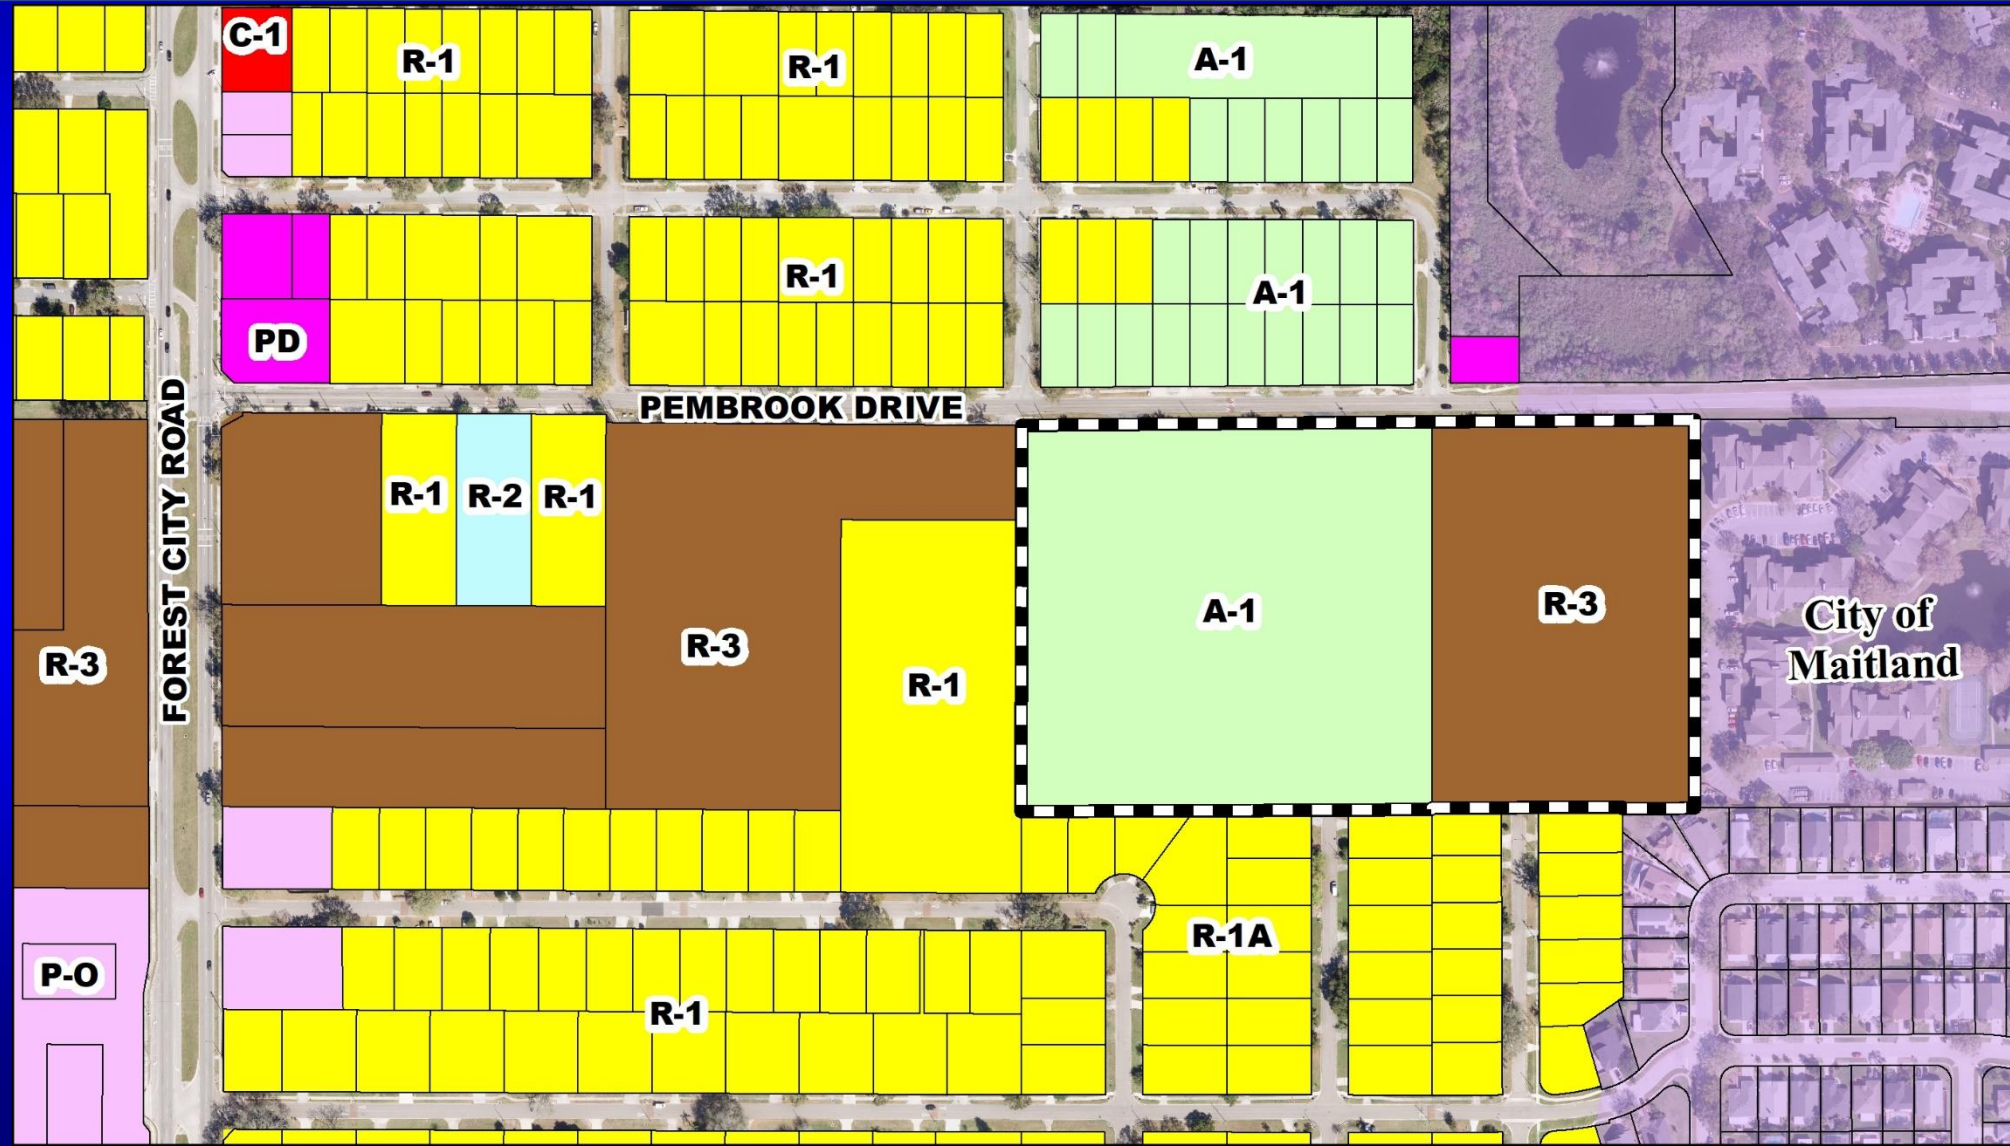 C-1
R-1
R-1
A-1
R-1
A-1
PD
PEMBROOK DRIVE
FOREST CITY ROAD
R-1
R-2
R-1
R-3
R-3
R-1
A-1
R-3
City of
Maitland
R-1A
P-O
R-1